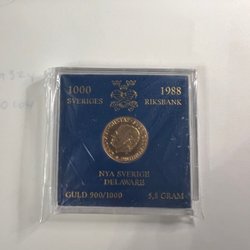 1000 1988
SVERIGES RIKSBANK
NYA SVERIGE
DELAWARE
GULD 900/1000 5,8 GRAM